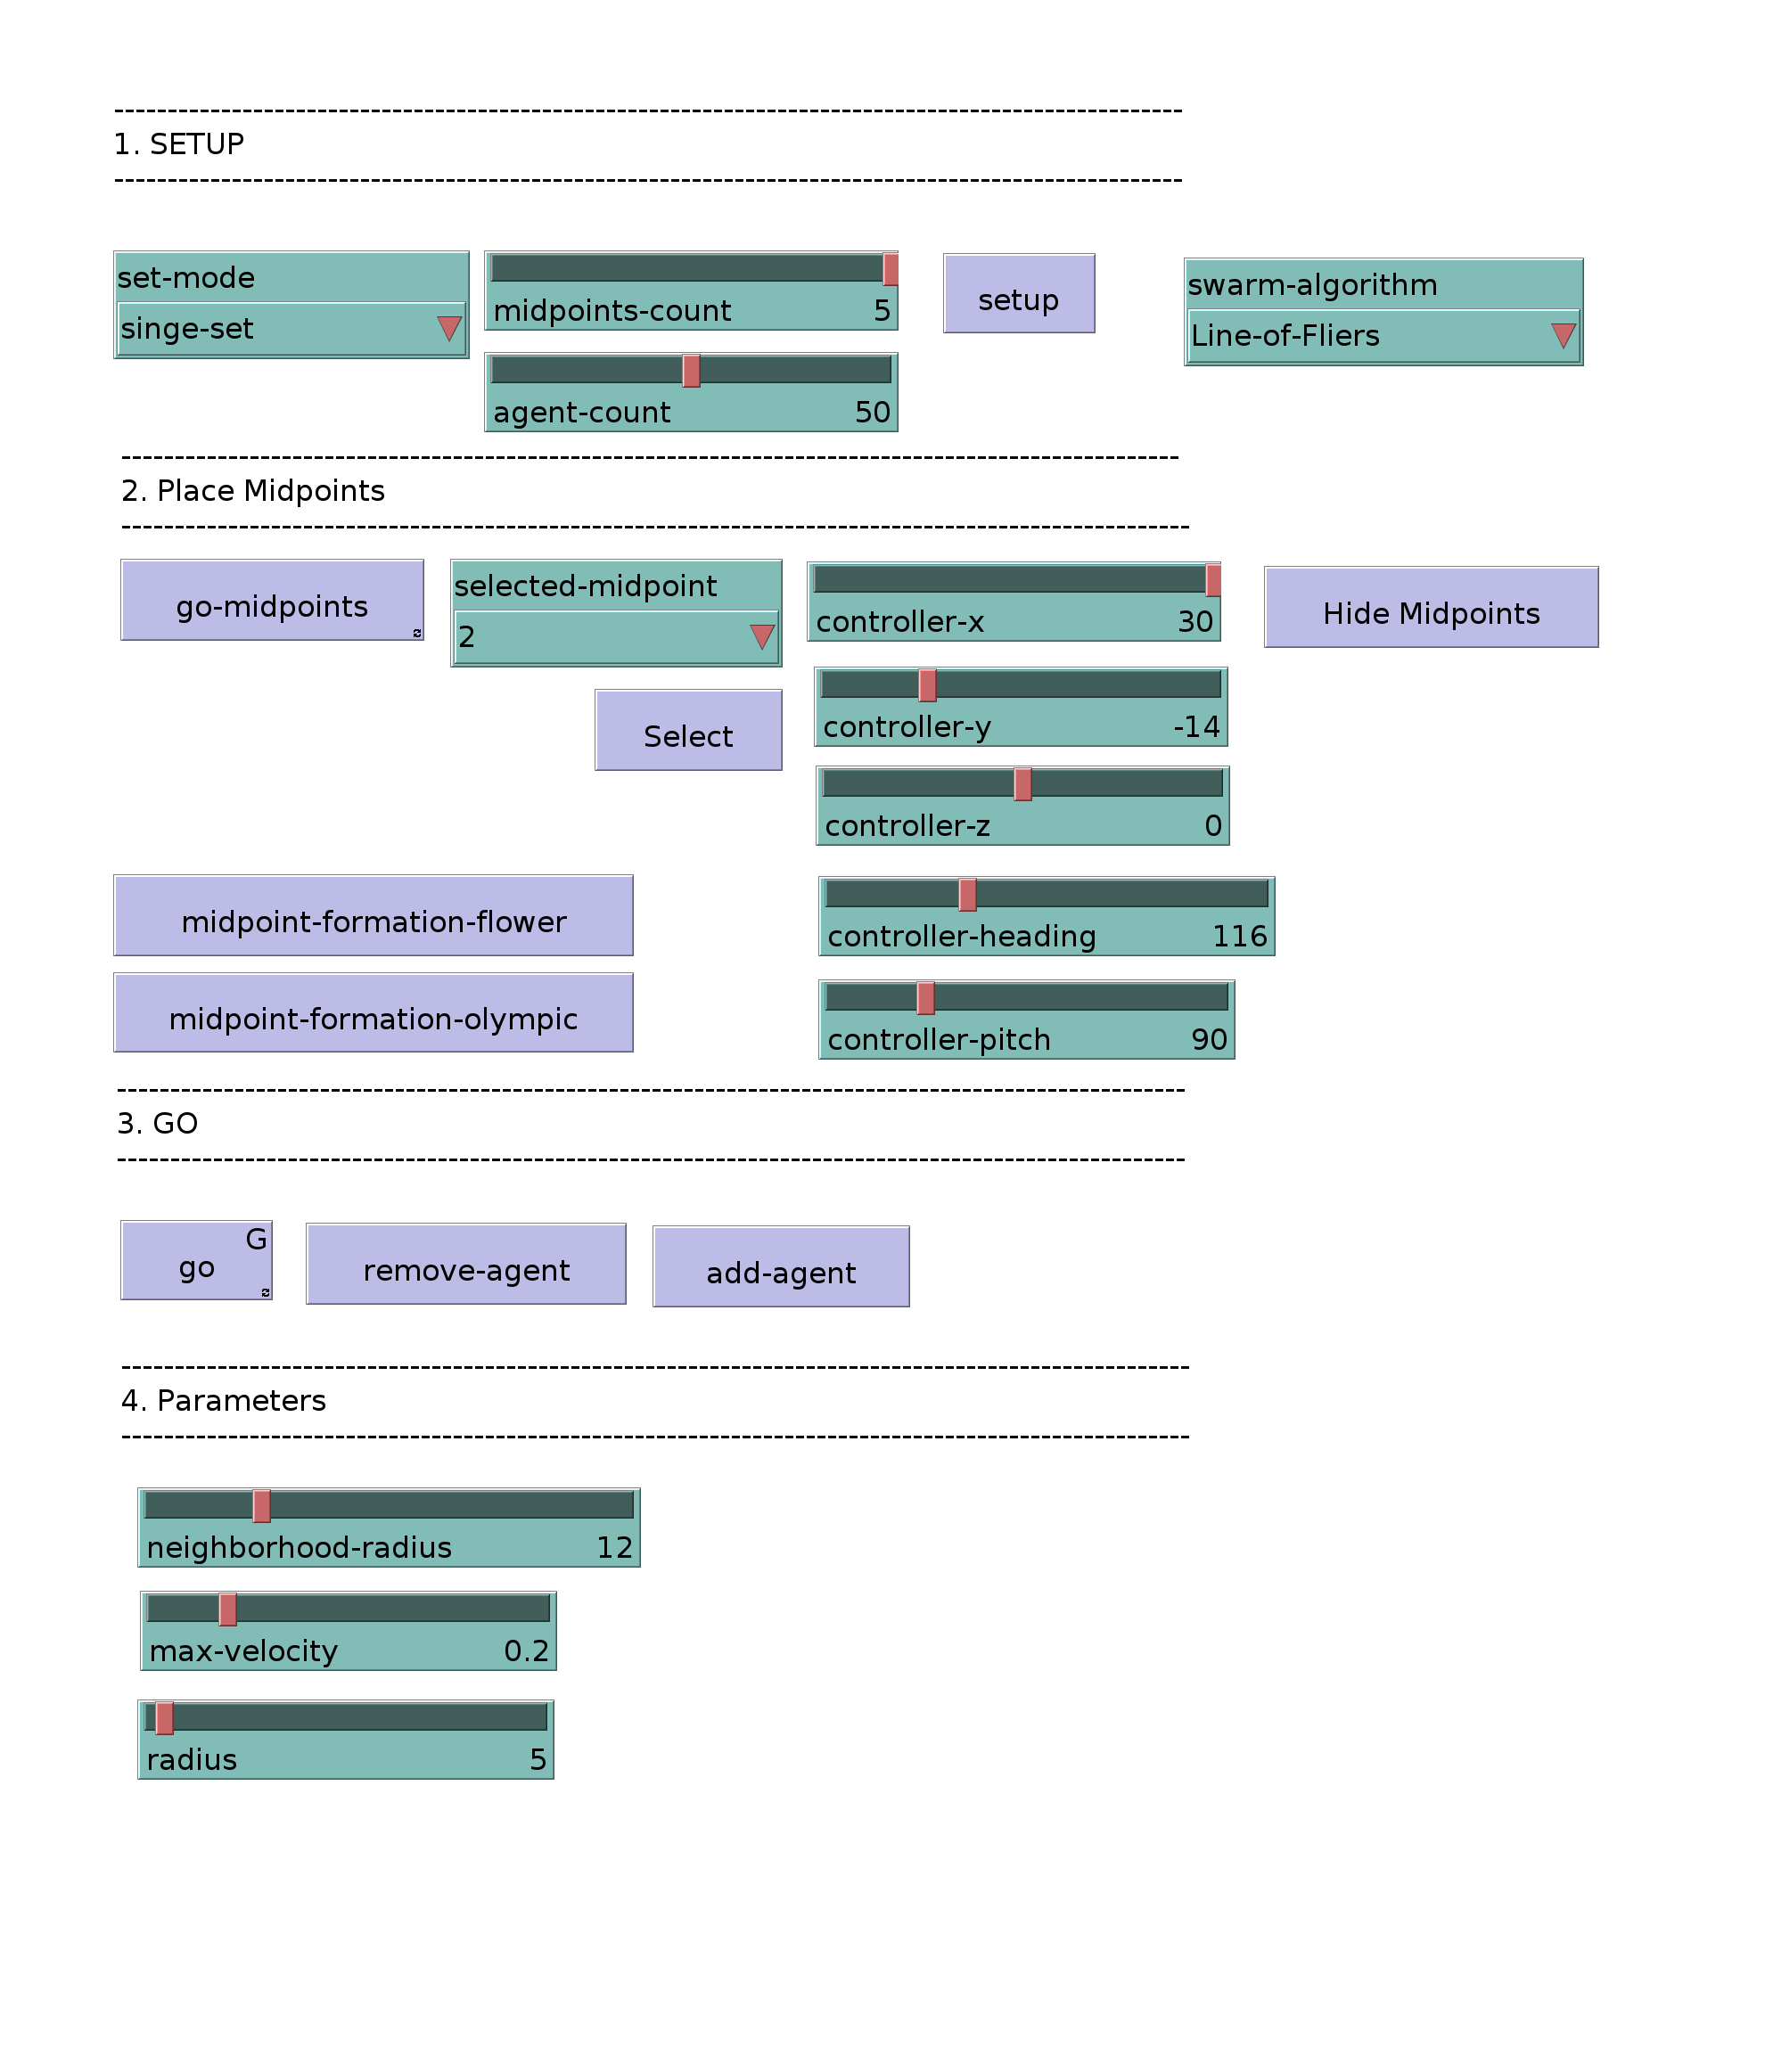 ------------------------------------------------------------------------------------------------
1. SETUP
------------------------------------------------------------------------------------------------
set-mode
singe-set
midpoints-count 5
agent-count 50
setup
swarm-algorithm
Line-of-Fliers
------------------------------------------------------------------------------------------------
2. Place Midpoints
------------------------------------------------------------------------------------------------
go-midpoints
selected-midpoint
2
Select
controller-x 30
Hide Midpoints
controller-y -14
controller-z 0
midpoint-formation-flower
controller-heading 116
midpoint-formation-olympic
controller-pitch 90
------------------------------------------------------------------------------------------------
3. GO
------------------------------------------------------------------------------------------------
G
go
remove-agent
add-agent
------------------------------------------------------------------------------------------------
4. Parameters
------------------------------------------------------------------------------------------------
neighborhood-radius 12
max-velocity 0.2
radius 5